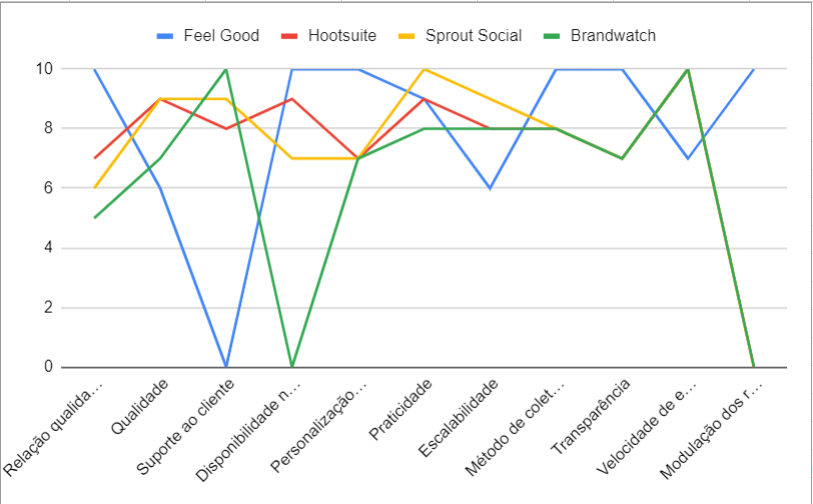 Feel Good Hootsuite Sprout Social Brandwatch
10
8
6
4
2
0
Relação qualida...
Qualidade
Suporte ao cliente
Disponibilidade n...
Personalização...
Praticidade
Escalabilidade
Método de colet...
Transparência
Velocidade de e...
Modulação dos r...